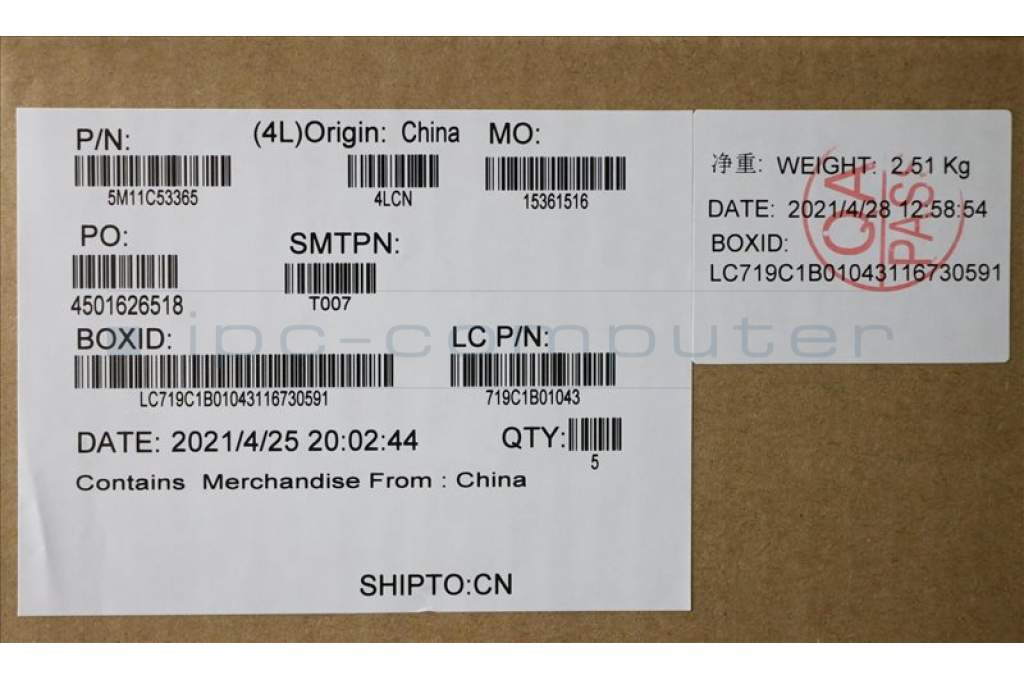 P/N:
5M11C53365
(4L)Origin: China
4LCN
MO:
15361516
PO:
4501626518
SMTPN:
T007
BOXID:
LC719C1B01043116730591
LC P/N:
719C1B01043
DATE: 2021/4/25 20:02:44
QTY:
5
Contains Merchandise From : China
SHIPTO:CN
净重: WEIGHT: 2.51 Kg
DATE: 2021/4/28 12:58:54
BOXID:
LC719C1B01043116730591
QA
PASS
ipc-computer